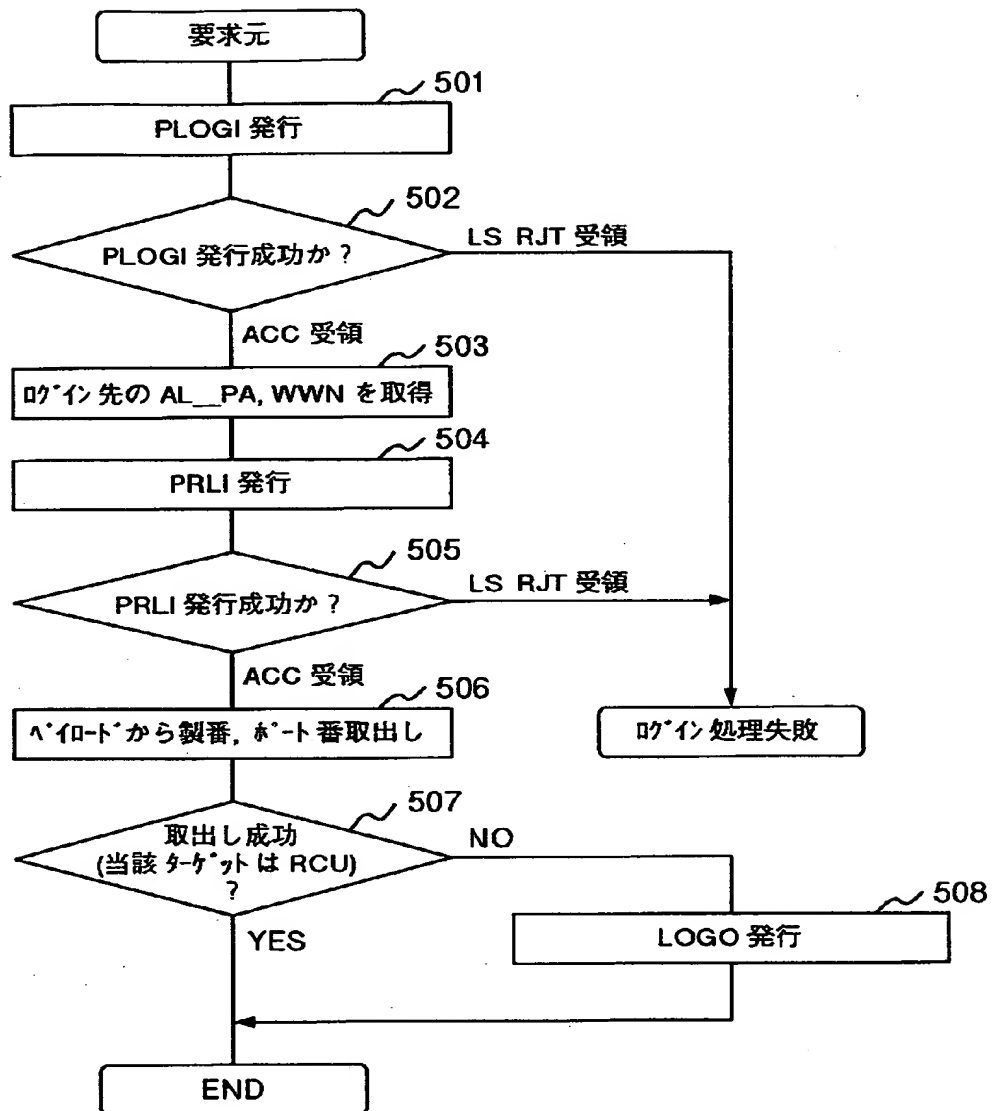 要求元
501
PLOGI 発行
502
PLOGI 発行成功か？
LS RJT 受領
ACC 受領
503
ﾛｸﾞｲﾝ 先の AL__PA, WWN を取得
504
PRLI 発行
505
PRLI 発行成功か？
LS RJT 受領
ACC 受領
506
ﾍﾟｲﾛｰﾄﾞから製番, ﾎﾟｰﾄ 番取出し
ﾛｸﾞｲﾝ 処理失敗
507
取出し成功
(当該 ﾀｰｹﾞｯﾄ は RCU)
？
NO
508
LOGO 発行
YES
END